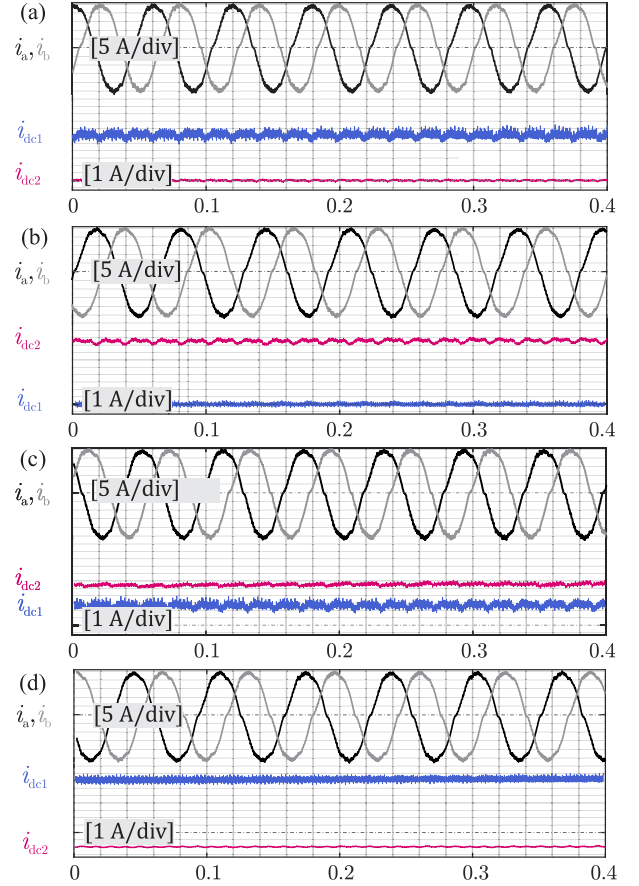 (a)
[5 A/div]
i_a, i_b
i_dc1
i_dc2
[1 A/div]
0 0.1 0.2 0.3 0.4
(b)
[5 A/div]
i_a, i_b
i_dc2
i_dc1
[1 A/div]
0 0.1 0.2 0.3 0.4
(c)
[5 A/div]
i_a, i_b
i_dc2
i_dc1
[1 A/div]
0 0.1 0.2 0.3 0.4
(d)
[5 A/div]
i_a, i_b
i_dc1
[1 A/div]
i_dc2
0 0.1 0.2 0.3 0.4